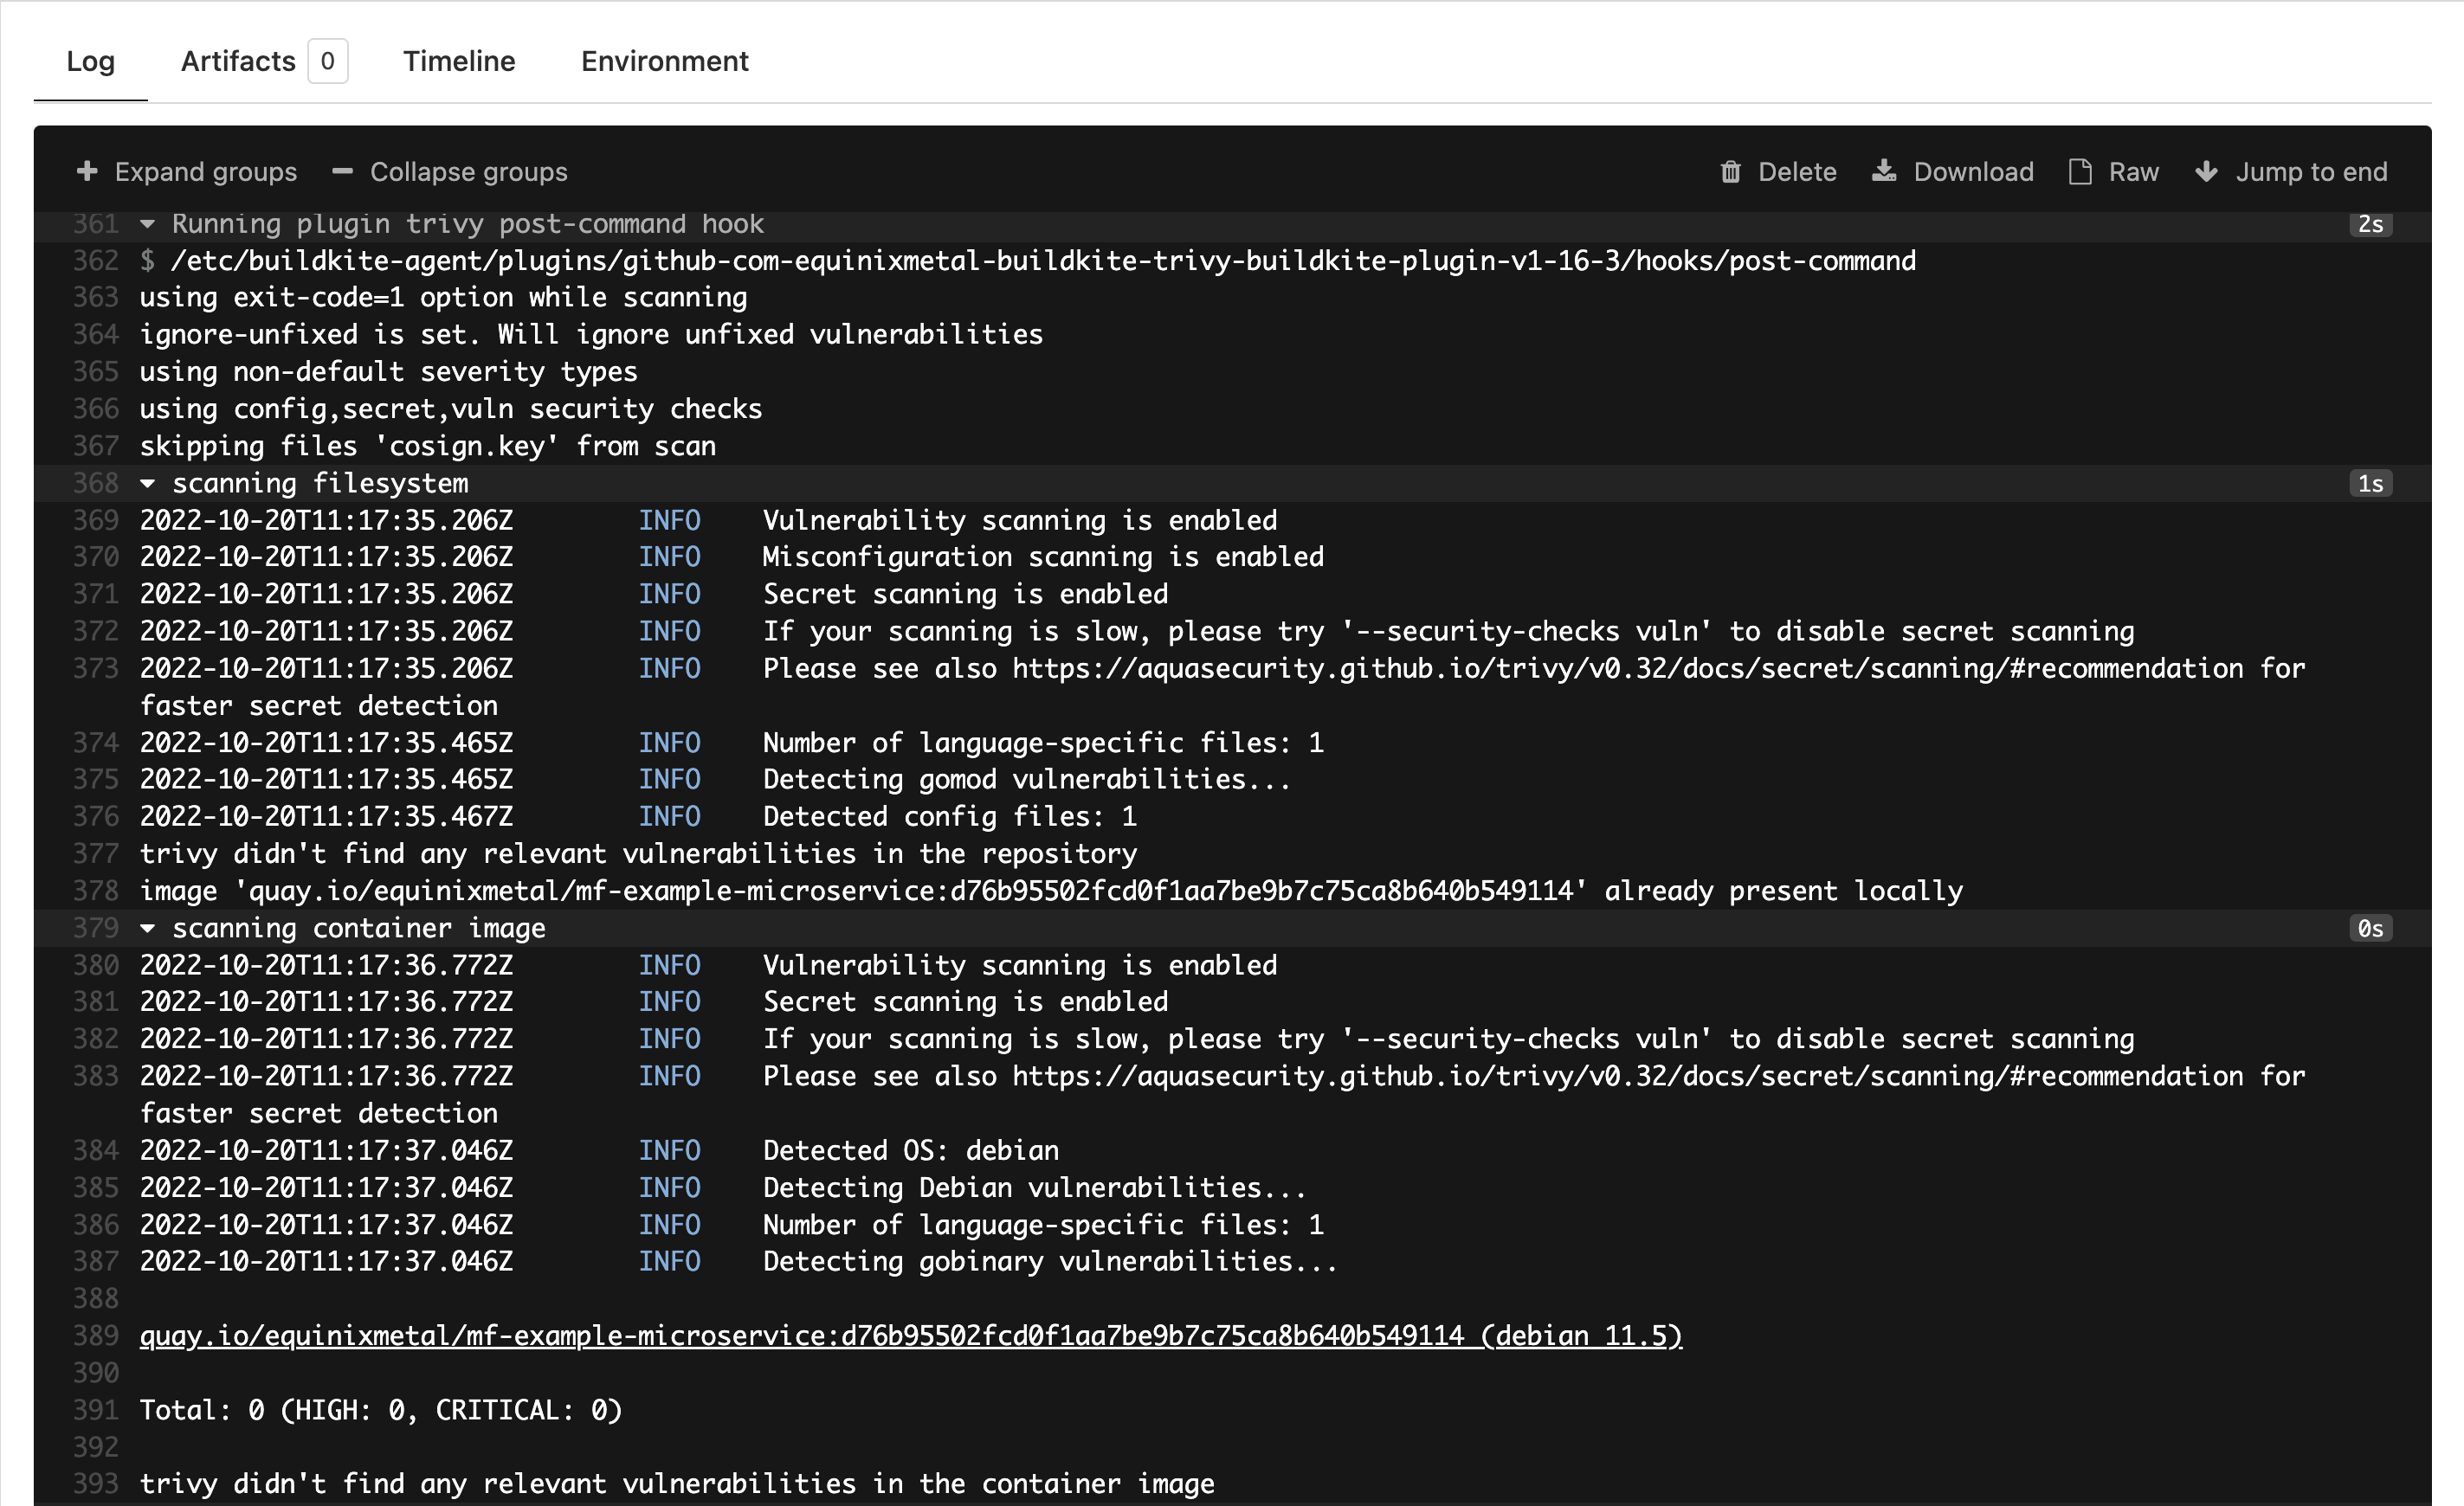 Log Artifacts 0 Timeline Environment
Expand groups Collapse groups Delete Download Raw Jump to end
361 Running plugin trivy post-command hook 2s
362 $ /etc/buildkite-agent/plugins/github-com-equinixmetal-buildkite-trivy-buildkite-plugin-v1-16-3/hooks/post-command
363 using exit-code=1 option while scanning
364 ignore-unfixed is set. Will ignore unfixed vulnerabilities
365 using non-default severity types
366 using config,secret,vuln security checks
367 skipping files 'cosign.key' from scan
368 scanning filesystem 1s
369 2022-10-20T11:17:35.206Z INFO Vulnerability scanning is enabled
370 2022-10-20T11:17:35.206Z INFO Misconfiguration scanning is enabled
371 2022-10-20T11:17:35.206Z INFO Secret scanning is enabled
372 2022-10-20T11:17:35.206Z INFO If your scanning is slow, please try '--security-checks vuln' to disable secret scanning
373 2022-10-20T11:17:35.206Z INFO Please see also https://aquasecurity.github.io/trivy/v0.32/docs/secret/scanning/#recommendation for
faster secret detection
374 2022-10-20T11:17:35.465Z INFO Number of language-specific files: 1
375 2022-10-20T11:17:35.465Z INFO Detecting gomod vulnerabilities...
376 2022-10-20T11:17:35.467Z INFO Detected config files: 1
377 trivy didn't find any relevant vulnerabilities in the repository
378 image 'quay.io/equinixmetal/mf-example-microservice:d76b95502fcd0f1aa7be9b7c75ca8b640b549114' already present locally
379 scanning container image 0s
380 2022-10-20T11:17:36.772Z INFO Vulnerability scanning is enabled
381 2022-10-20T11:17:36.772Z INFO Secret scanning is enabled
382 2022-10-20T11:17:36.772Z INFO If your scanning is slow, please try '--security-checks vuln' to disable secret scanning
383 2022-10-20T11:17:36.772Z INFO Please see also https://aquasecurity.github.io/trivy/v0.32/docs/secret/scanning/#recommendation for
faster secret detection
384 2022-10-20T11:17:37.046Z INFO Detected OS: debian
385 2022-10-20T11:17:37.046Z INFO Detecting Debian vulnerabilities...
386 2022-10-20T11:17:37.046Z INFO Number of language-specific files: 1
387 2022-10-20T11:17:37.046Z INFO Detecting gobinary vulnerabilities...
388
389 quay.io/equinixmetal/mf-example-microservice:d76b95502fcd0f1aa7be9b7c75ca8b640b549114 (debian 11.5)
390
391 Total: 0 (HIGH: 0, CRITICAL: 0)
392
393 trivy didn't find any relevant vulnerabilities in the container image